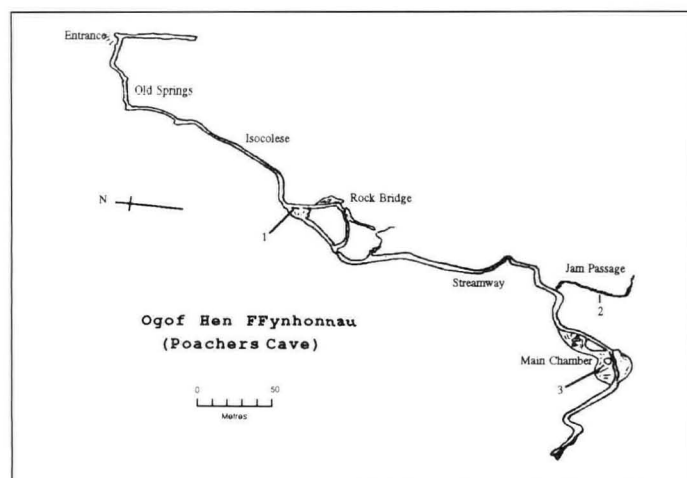 Entrance
Old Springs
Isocolese
N
Rock Bridge
1
Jam Passage
Streamway
2
Ogof Hen FFynhonnau
(Poachers Cave)
Main Chamber
3
0 50
Metres